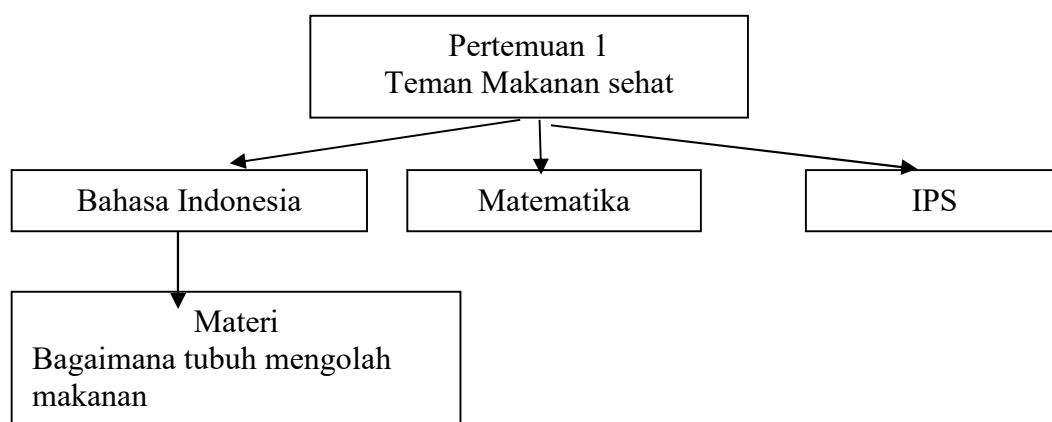 Pertemuan 1
Teman Makanan sehat
Bahasa Indonesia
Matematika
IPS
Materi
Bagaimana tubuh mengolah
makanan